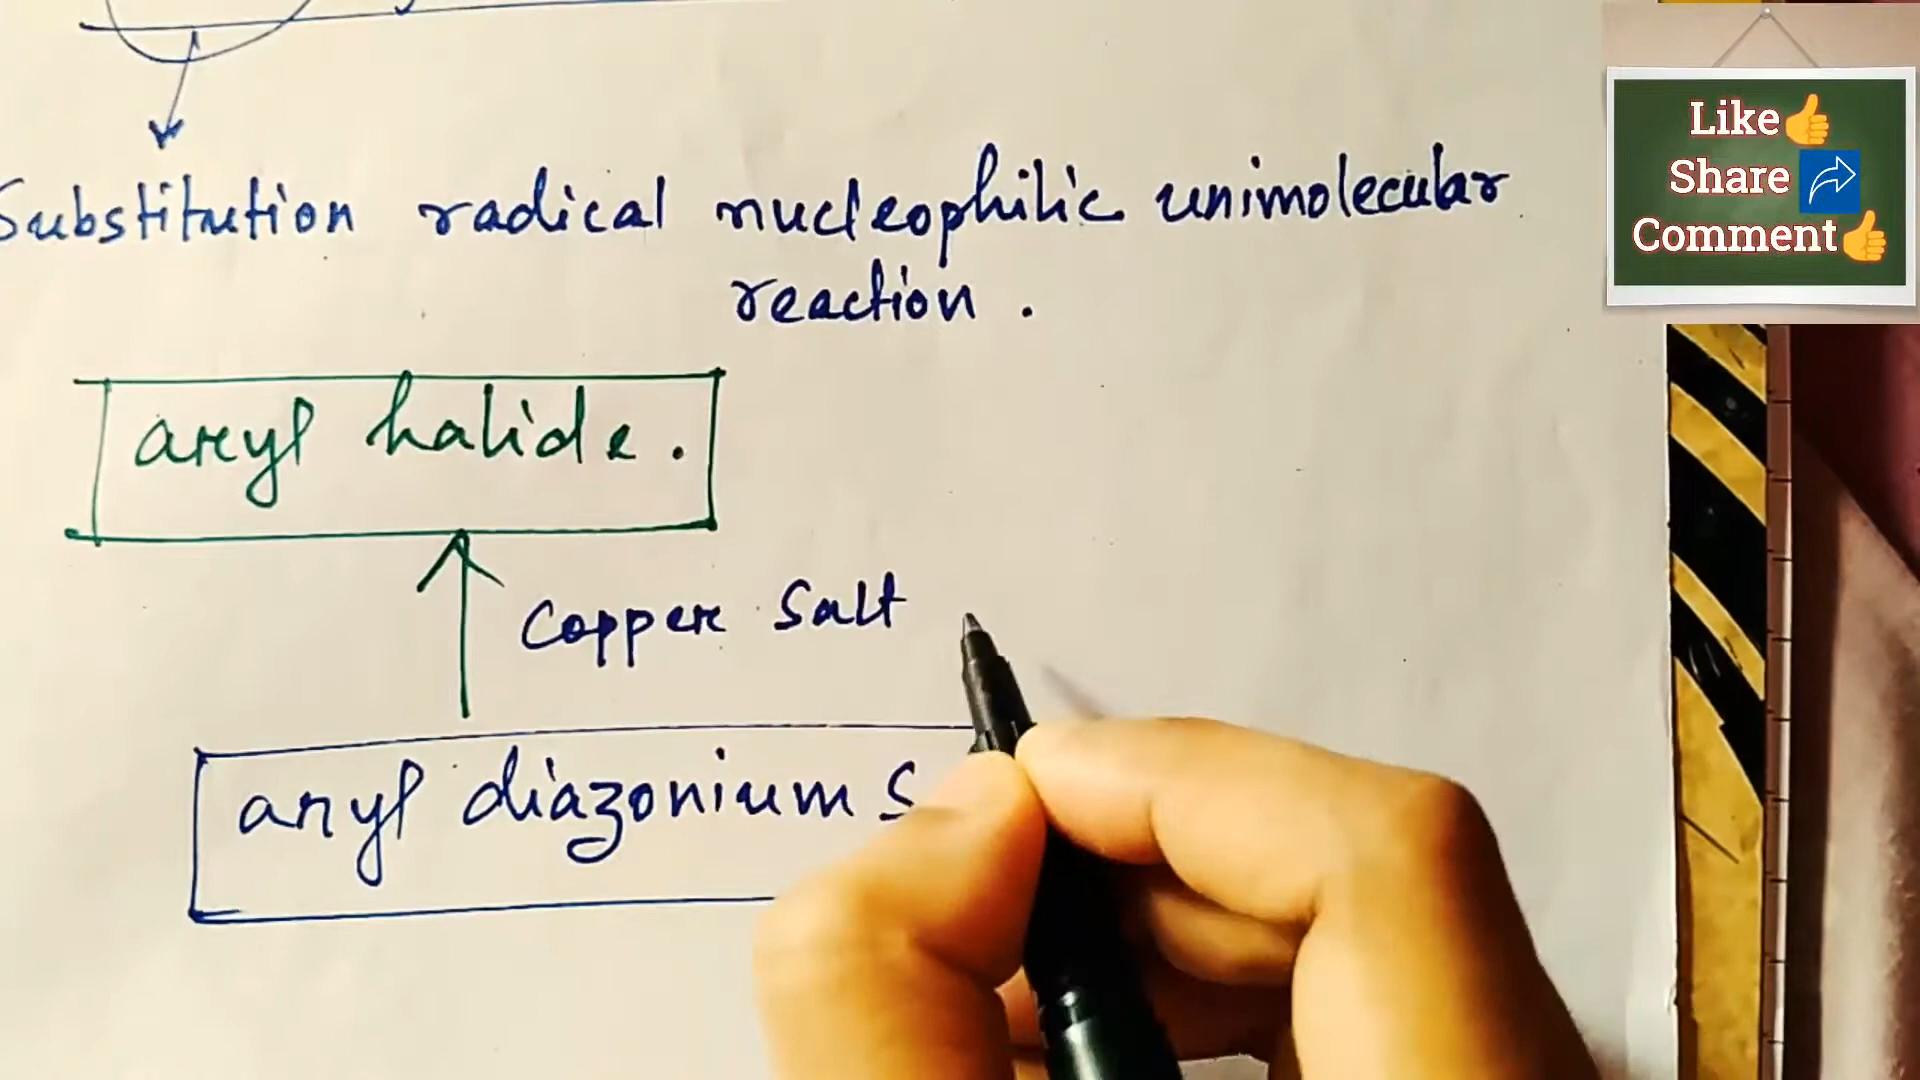 Substitution radical nucleophilic unimolecular
reaction.
aryl halide.
Copper Salt
aryl diazonium S
Like👍
Share
Comment👍